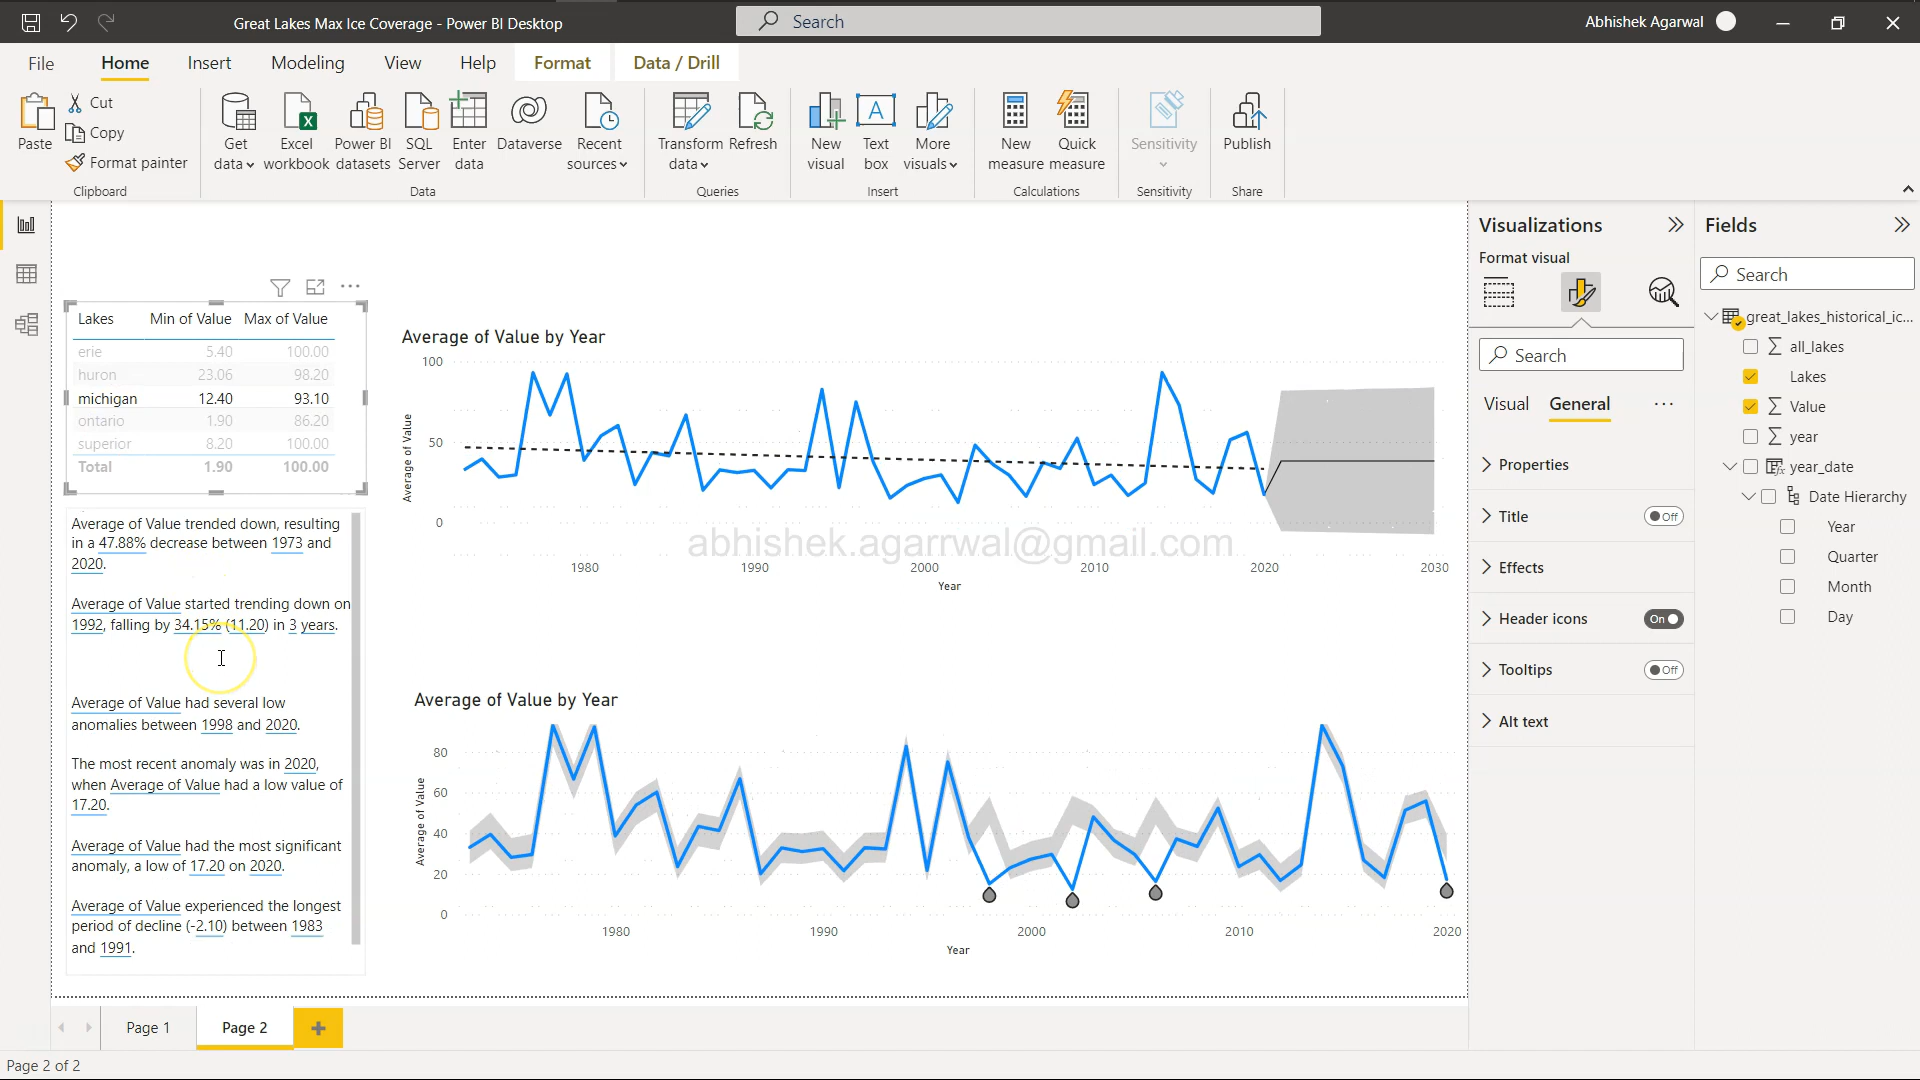 Great Lakes Max Ice Coverage - Power BI Desktop
Search
Abhishek Agarwal
File
Home
Insert
Modeling
View
Help
Format
Data / Drill
Paste
Cut
Copy
Format painter
Clipboard
Get data
Excel workbook
Power BI datasets
SQL Server
Enter data
Dataverse
Recent sources
Data
Transform data
Refresh
Queries
New visual
Text box
More visuals
Insert
New measure
Quick measure
Calculations
Sensitivity
Sensitivity
Publish
Share
Lakes Min of Value Max of Value
erie 5.40 100.00
huron 23.06 98.20
michigan 12.40 93.10
ontario 1.90 86.20
superior 8.20 100.00
Total 1.90 100.00
Average of Value trended down, resulting
in a 47.88% decrease between 1973 and
2020.
Average of Value started trending down on
1992, falling by 34.15% (11.20) in 3 years.
Average of Value had several low
anomalies between 1998 and 2020.
The most recent anomaly was in 2020,
when Average of Value had a low value of
17.20.
Average of Value had the most significant
anomaly, a low of 17.20 on 2020.
Average of Value experienced the longest
period of decline (-2.10) between 1983
and 1991.
Average of Value by Year
Average of Value
100
50
0
abhishek.agarrwal@gmail.com
1980 1990 2000 2010 2020 2030
Year
Average of Value by Year
Average of Value
80
60
40
20
0
1980 1990 2000 2010 2020
Year
Visualizations
Format visual
Search
Visual General
Properties
Title Off
Effects
Header icons On
Tooltips Off
Alt text
Fields
Search
great_lakes_historical_ic...
all_lakes
Lakes
Value
year
year_date
Date Hierarchy
Year
Quarter
Month
Day
Page 1
Page 2
Page 2 of 2